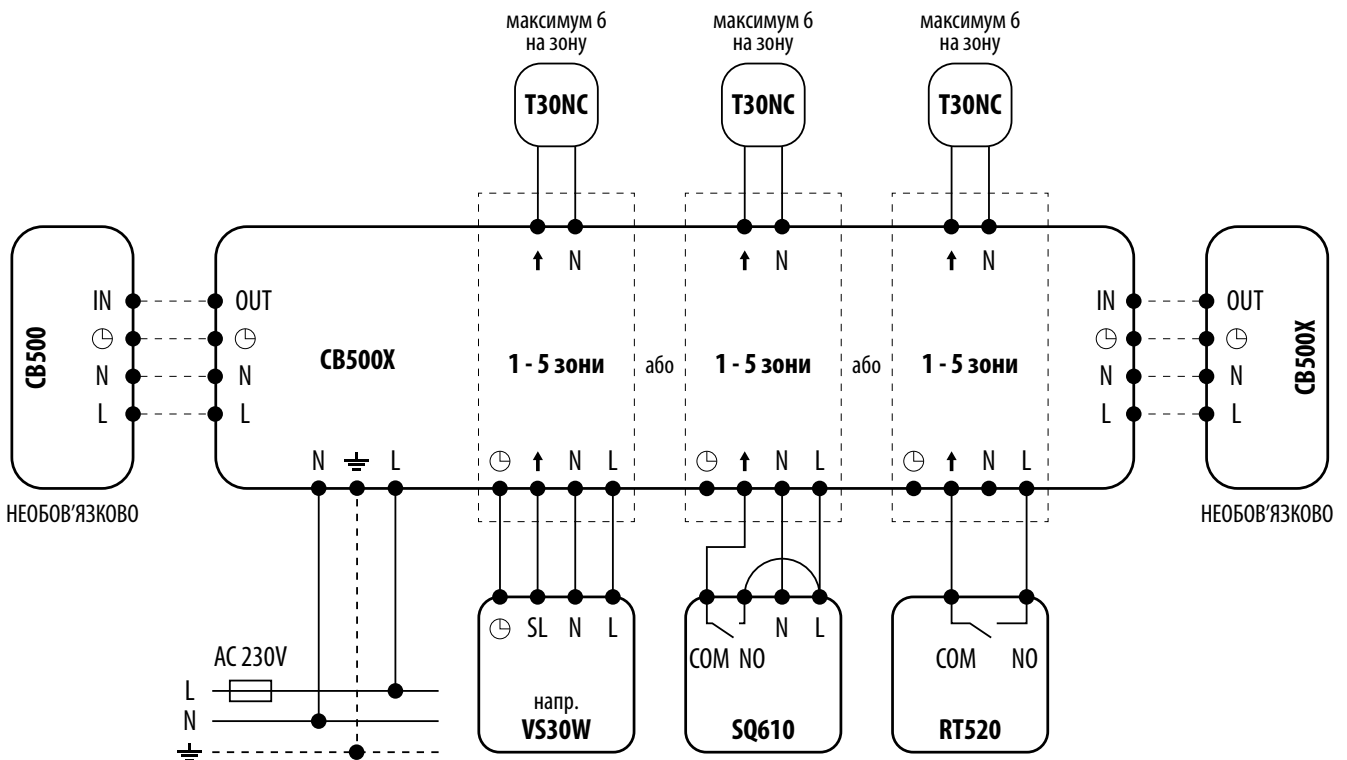 максимум 6
на зону
максимум 6
на зону
максимум 6
на зону
T30NC
T30NC
T30NC
N
N
N
CB500
IN
N
L
НЕОБОВ’ЯЗКОВО
OUT
N
L
CB500X
1 - 5 зони
або
1 - 5 зони
або
1 - 5 зони
IN
N
L
OUT
N
L
CB500X
НЕОБОВ’ЯЗКОВО
N
L
N L
N L
N L
SL N L
напр.
VS30W
N L
COM NO
SQ610
COM NO
RT520
AC 230V
L
N